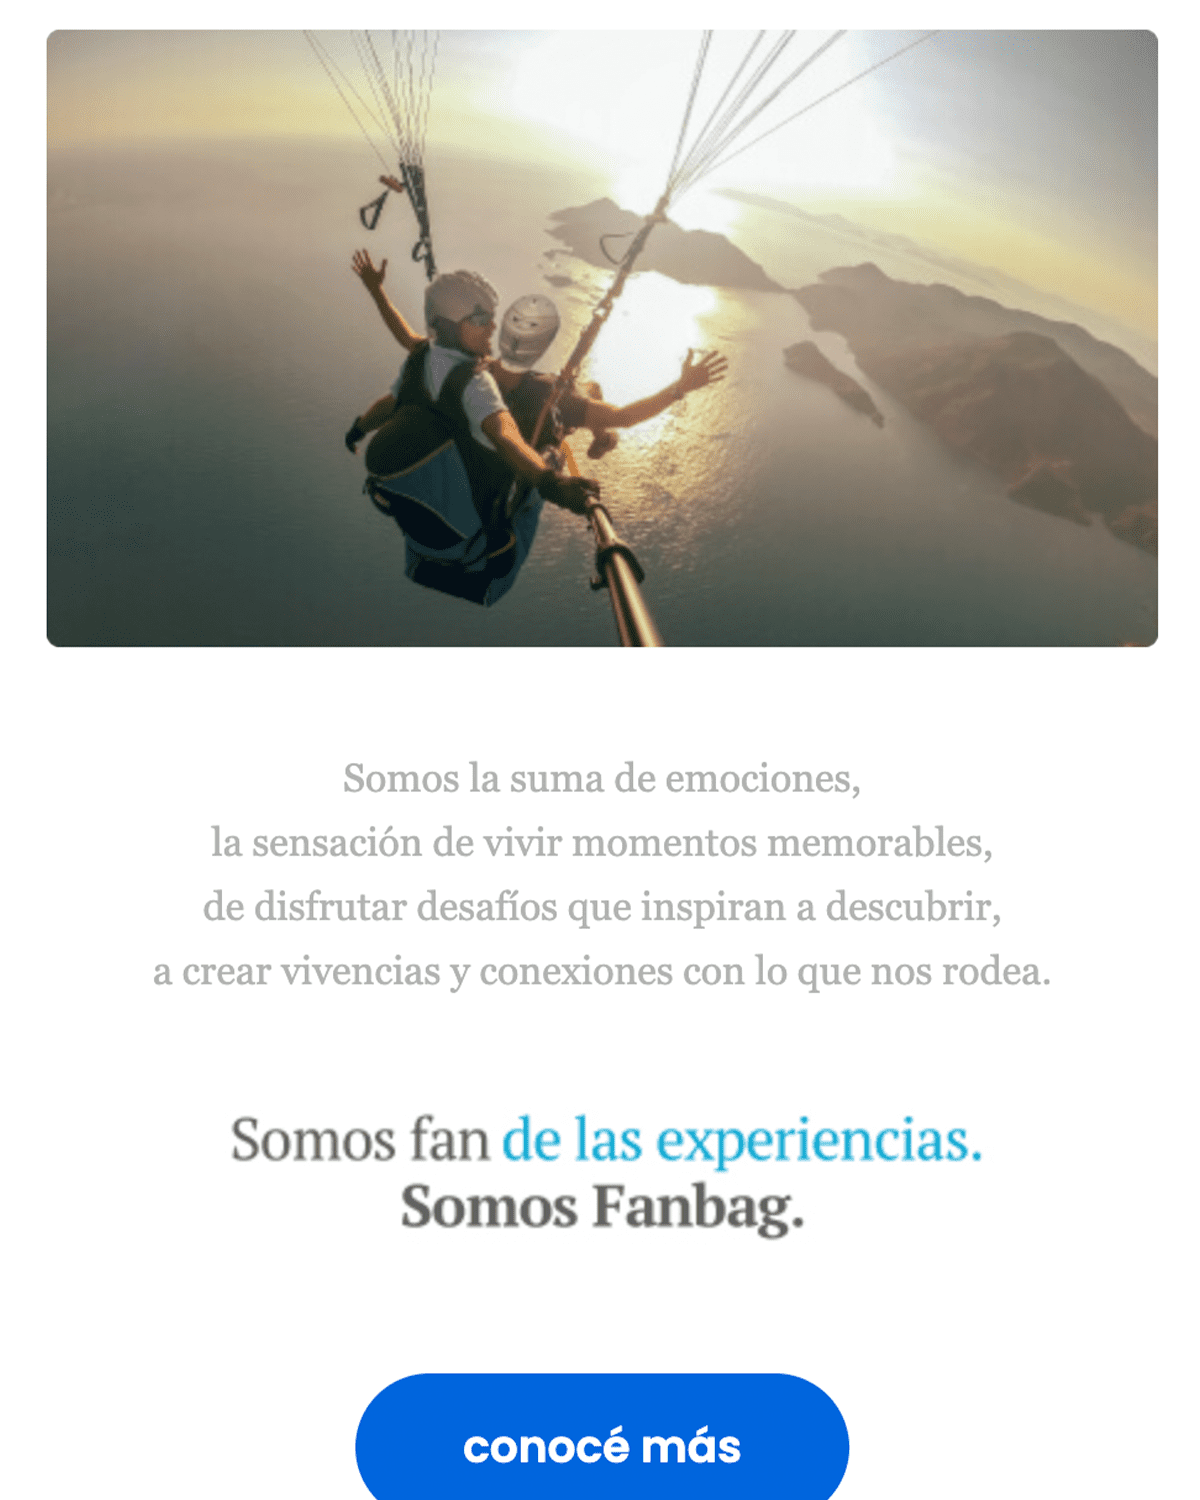 Somos la suma de emociones,
la sensación de vivir momentos memorables,
de disfrutar desafíos que inspiran a descubrir,
a crear vivencias y conexiones con lo que nos rodea.
Somos fan de las experiencias.
Somos Fanbag.
conocé más